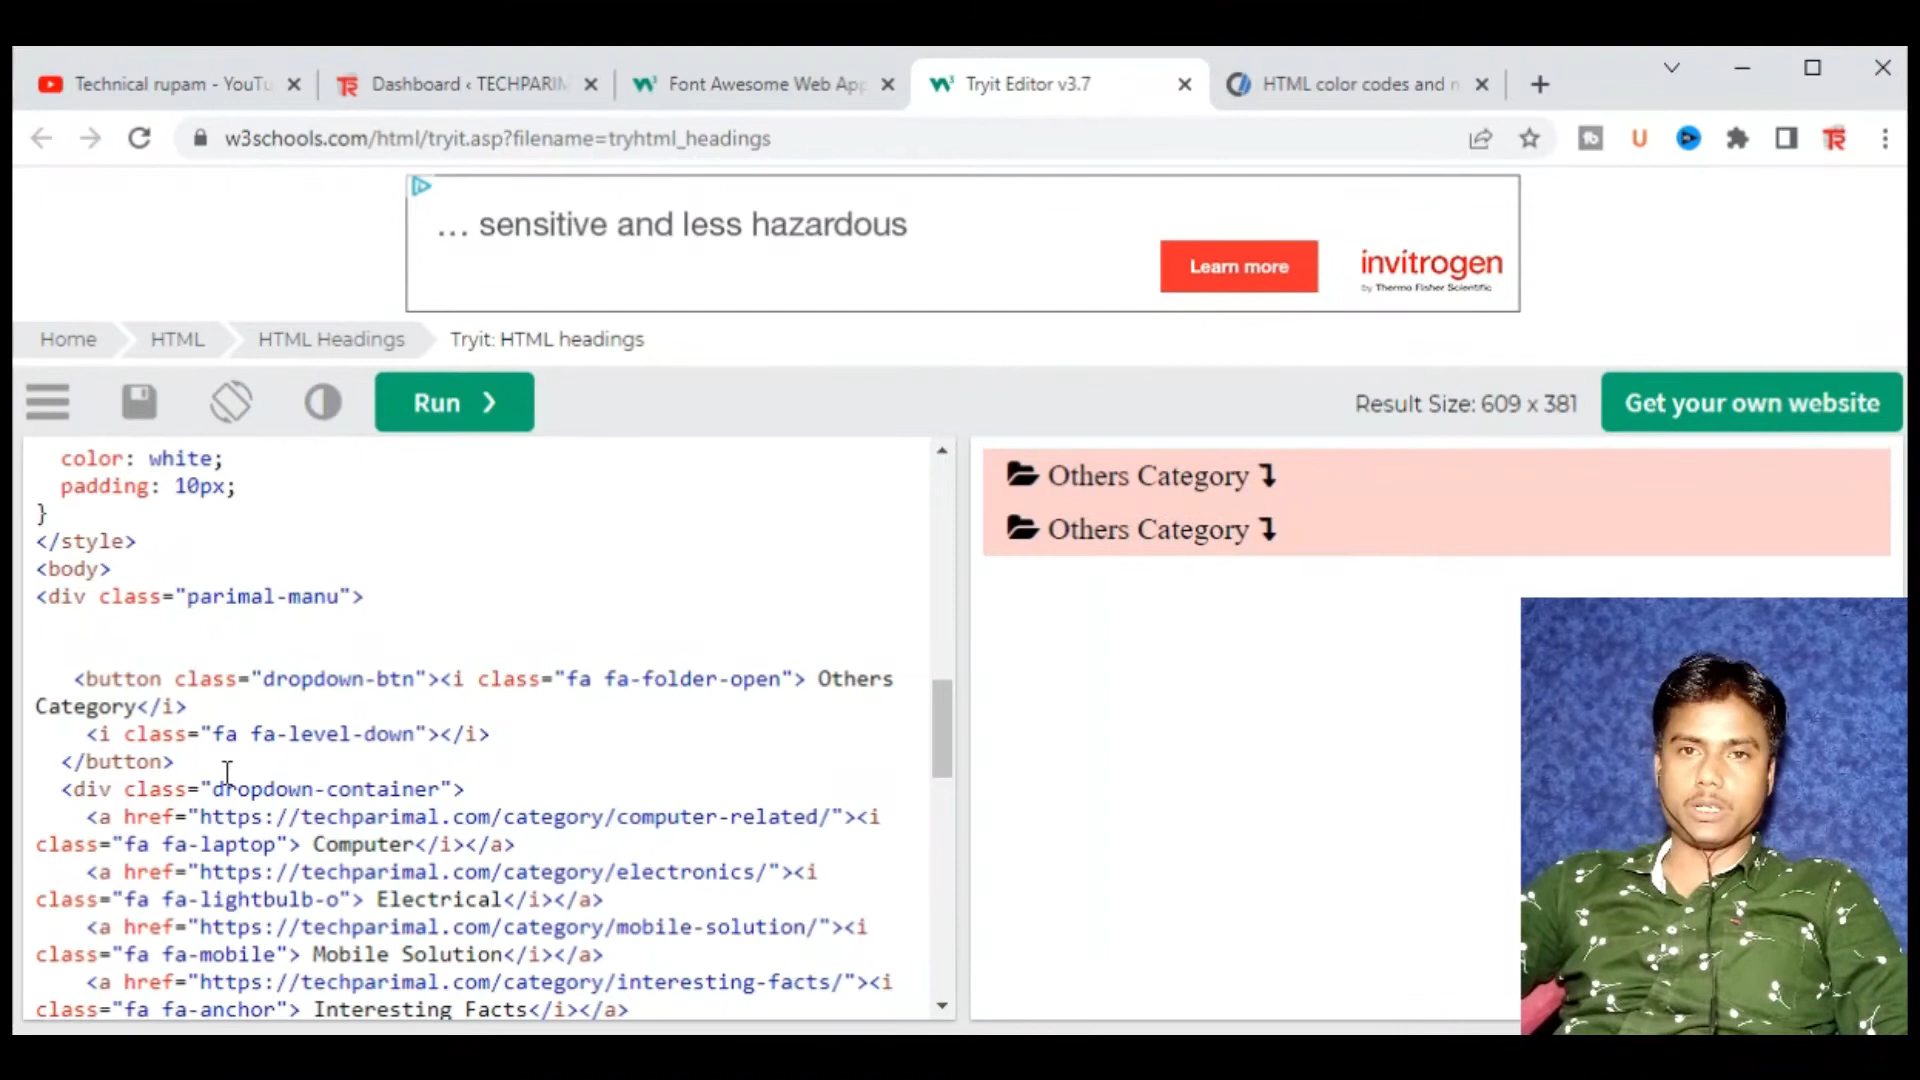 Technical rupam - YouTu
Dashboard ‹ TECHPARIM
Font Awesome Web App
Tryit Editor v3.7
HTML color codes and n
w3schools.com/html/tryit.asp?filename=tryhtml_headings
... sensitive and less hazardous
Learn more
invitrogen
by Thermo Fisher Scientific
Home
HTML
HTML Headings
Tryit: HTML headings
Run ❯
Result Size: 609 x 381
Get your own website
color: white;
padding: 10px;
}
</style>
<body>
<div class="parimal-manu">
<button class="dropdown-btn"><i class="fa fa-folder-open"> Others
Category</i>
<i class="fa fa-level-down"></i>
</button>
<div class="dropdown-container">
<a href="https://techparimal.com/category/computer-related/"><i
class="fa fa-laptop"> Computer</i></a>
<a href="https://techparimal.com/category/electronics/"><i
class="fa fa-lightbulb-o"> Electrical</i></a>
<a href="https://techparimal.com/category/mobile-solution/"><i
class="fa fa-mobile"> Mobile Solution</i></a>
<a href="https://techparimal.com/category/interesting-facts/"><i
class="fa fa-anchor"> Interesting Facts</i></a>
Others Category
Others Category